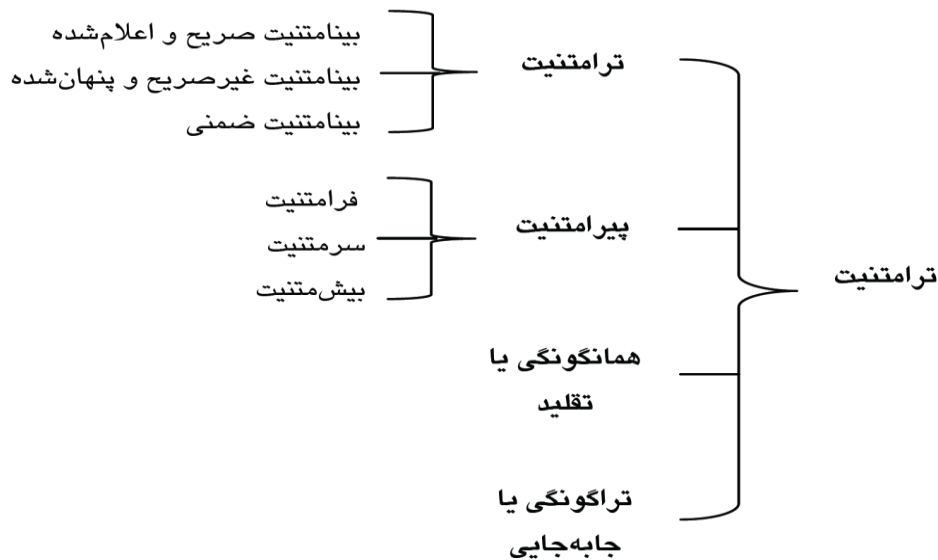 ترامتنیت
ترامتنیت
بینامتنیت صریح و اعلام‌شده
بینامتنیت غیرصریح و پنهان‌شده
بینامتنیت ضمنی
پیرامتنیت
فرامتنیت
سرمتنیت
بیش‌متنیت
همانگونگی یا
تقلید
تراگونگی یا
جابه‌جایی